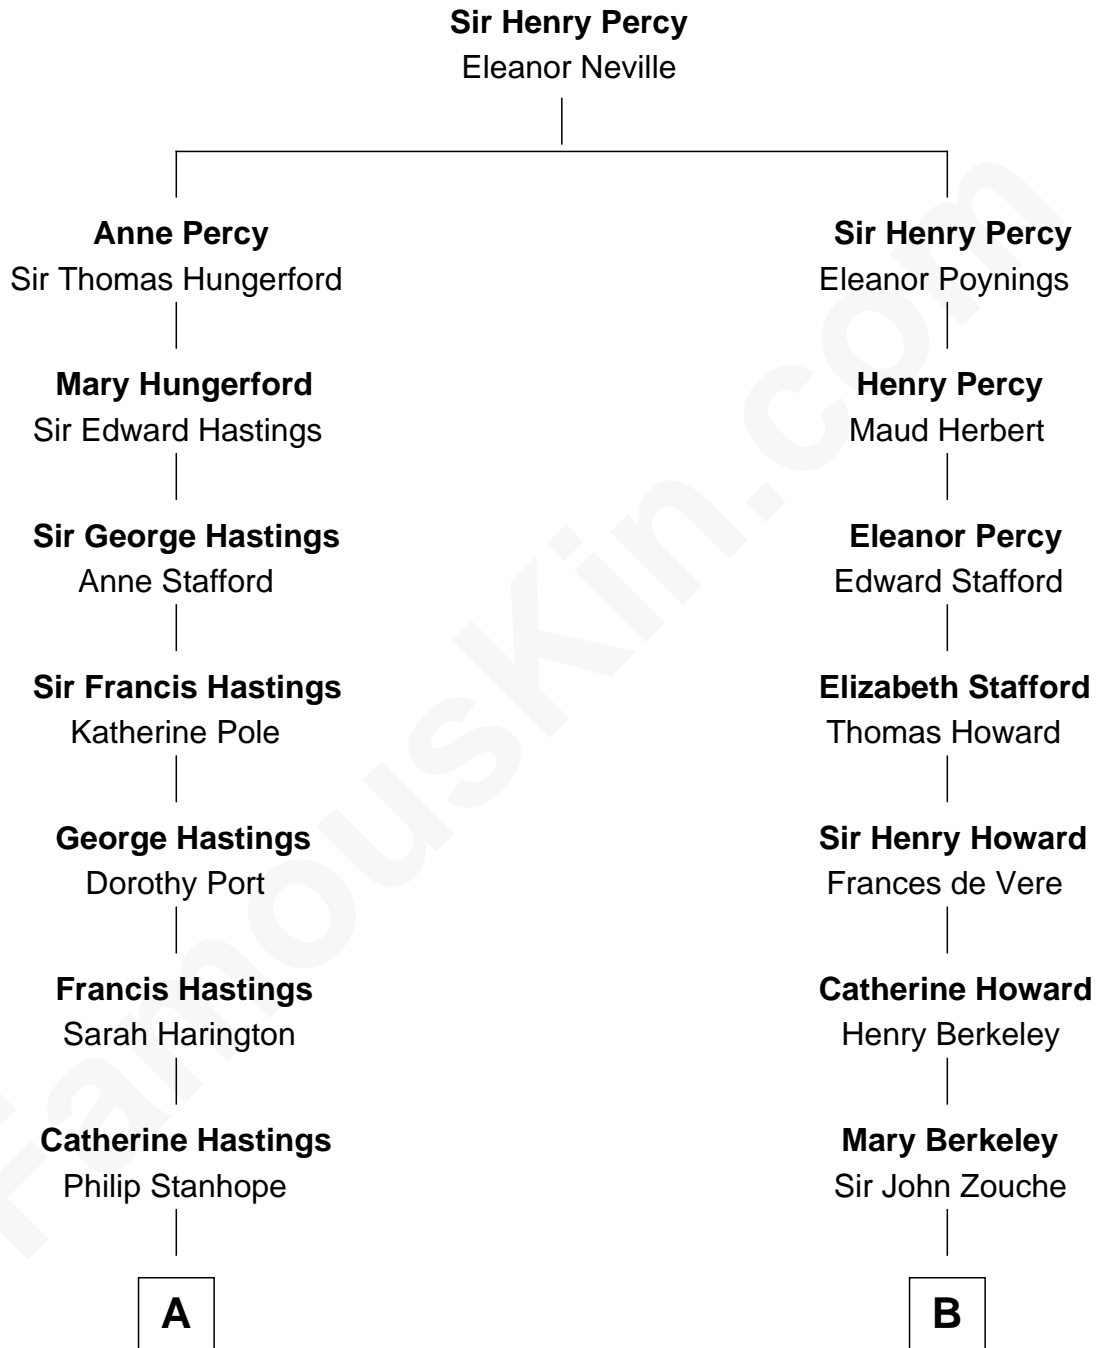 Sir Henry Percy
Eleanor Neville
Anne Percy
Sir Thomas Hungerford
Sir Henry Percy
Eleanor Poynings
Mary Hungerford
Sir Edward Hastings
Henry Percy
Maud Herbert
Sir George Hastings
Anne Stafford
Eleanor Percy
Edward Stafford
Sir Francis Hastings
Katherine Pole
Elizabeth Stafford
Thomas Howard
George Hastings
Dorothy Port
Sir Henry Howard
Frances de Vere
Francis Hastings
Sarah Harington
Catherine Howard
Henry Berkeley
Catherine Hastings
Philip Stanhope
Mary Berkeley
Sir John Zouche
A
B
FamousKin.com